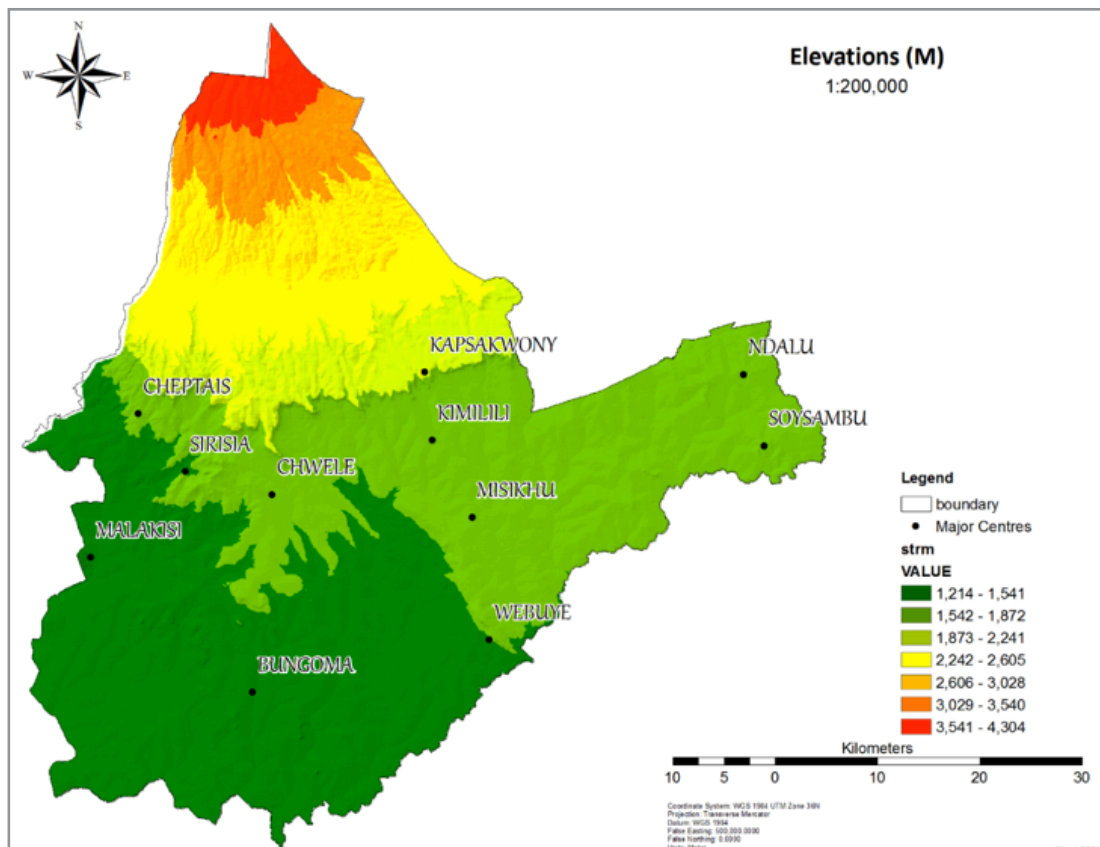 N
W E
S
Elevations (M)
1:200,000
KAPSAKWONY
NDALU
CHEPTAIS
KIMILILI
SOYSAMBU
SIRISIA
CHWELE
MISIKHU
MALAKISI
WEBUYE
BUNGOMA
Legend
boundary
Major Centres
strm
VALUE
1,214 - 1,541
1,542 - 1,872
1,873 - 2,241
2,242 - 2,605
2,606 - 3,028
3,029 - 3,540
3,541 - 4,304
Kilometers
10 5 0 10 20 30
Coordinate System: WGS 1984 UTM Zone 36N
Projection: Transverse Mercator
Datum: WGS 1984
False Easting: 500,000.0000
False Northing: 0.0000